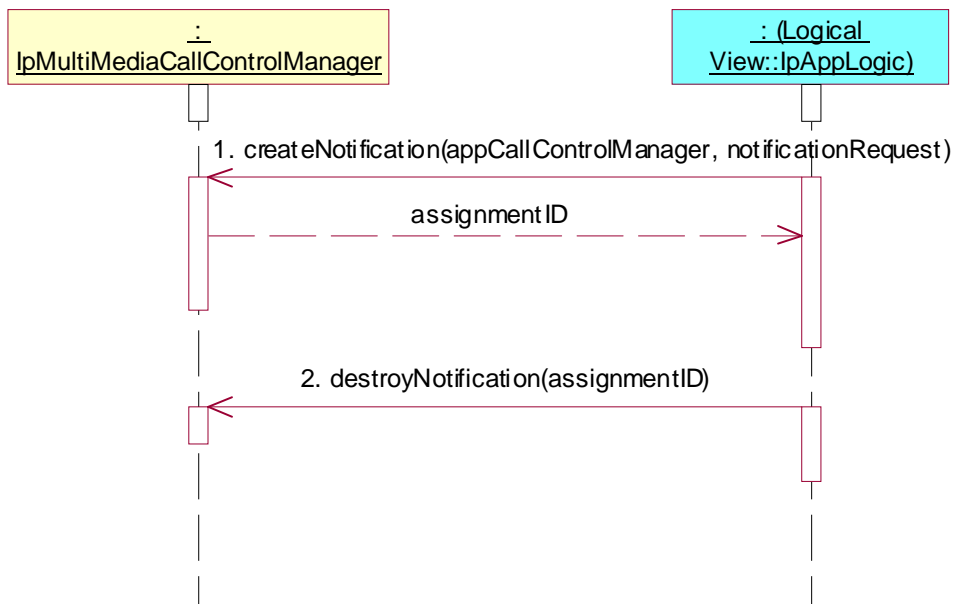 :
IpMultiMediaCallControlManager
: (Logical
View::IpAppLogic)
1. createNotification(appCallControlManager, notificationRequest)
assignmentID
2. destroyNotification(assignmentID)